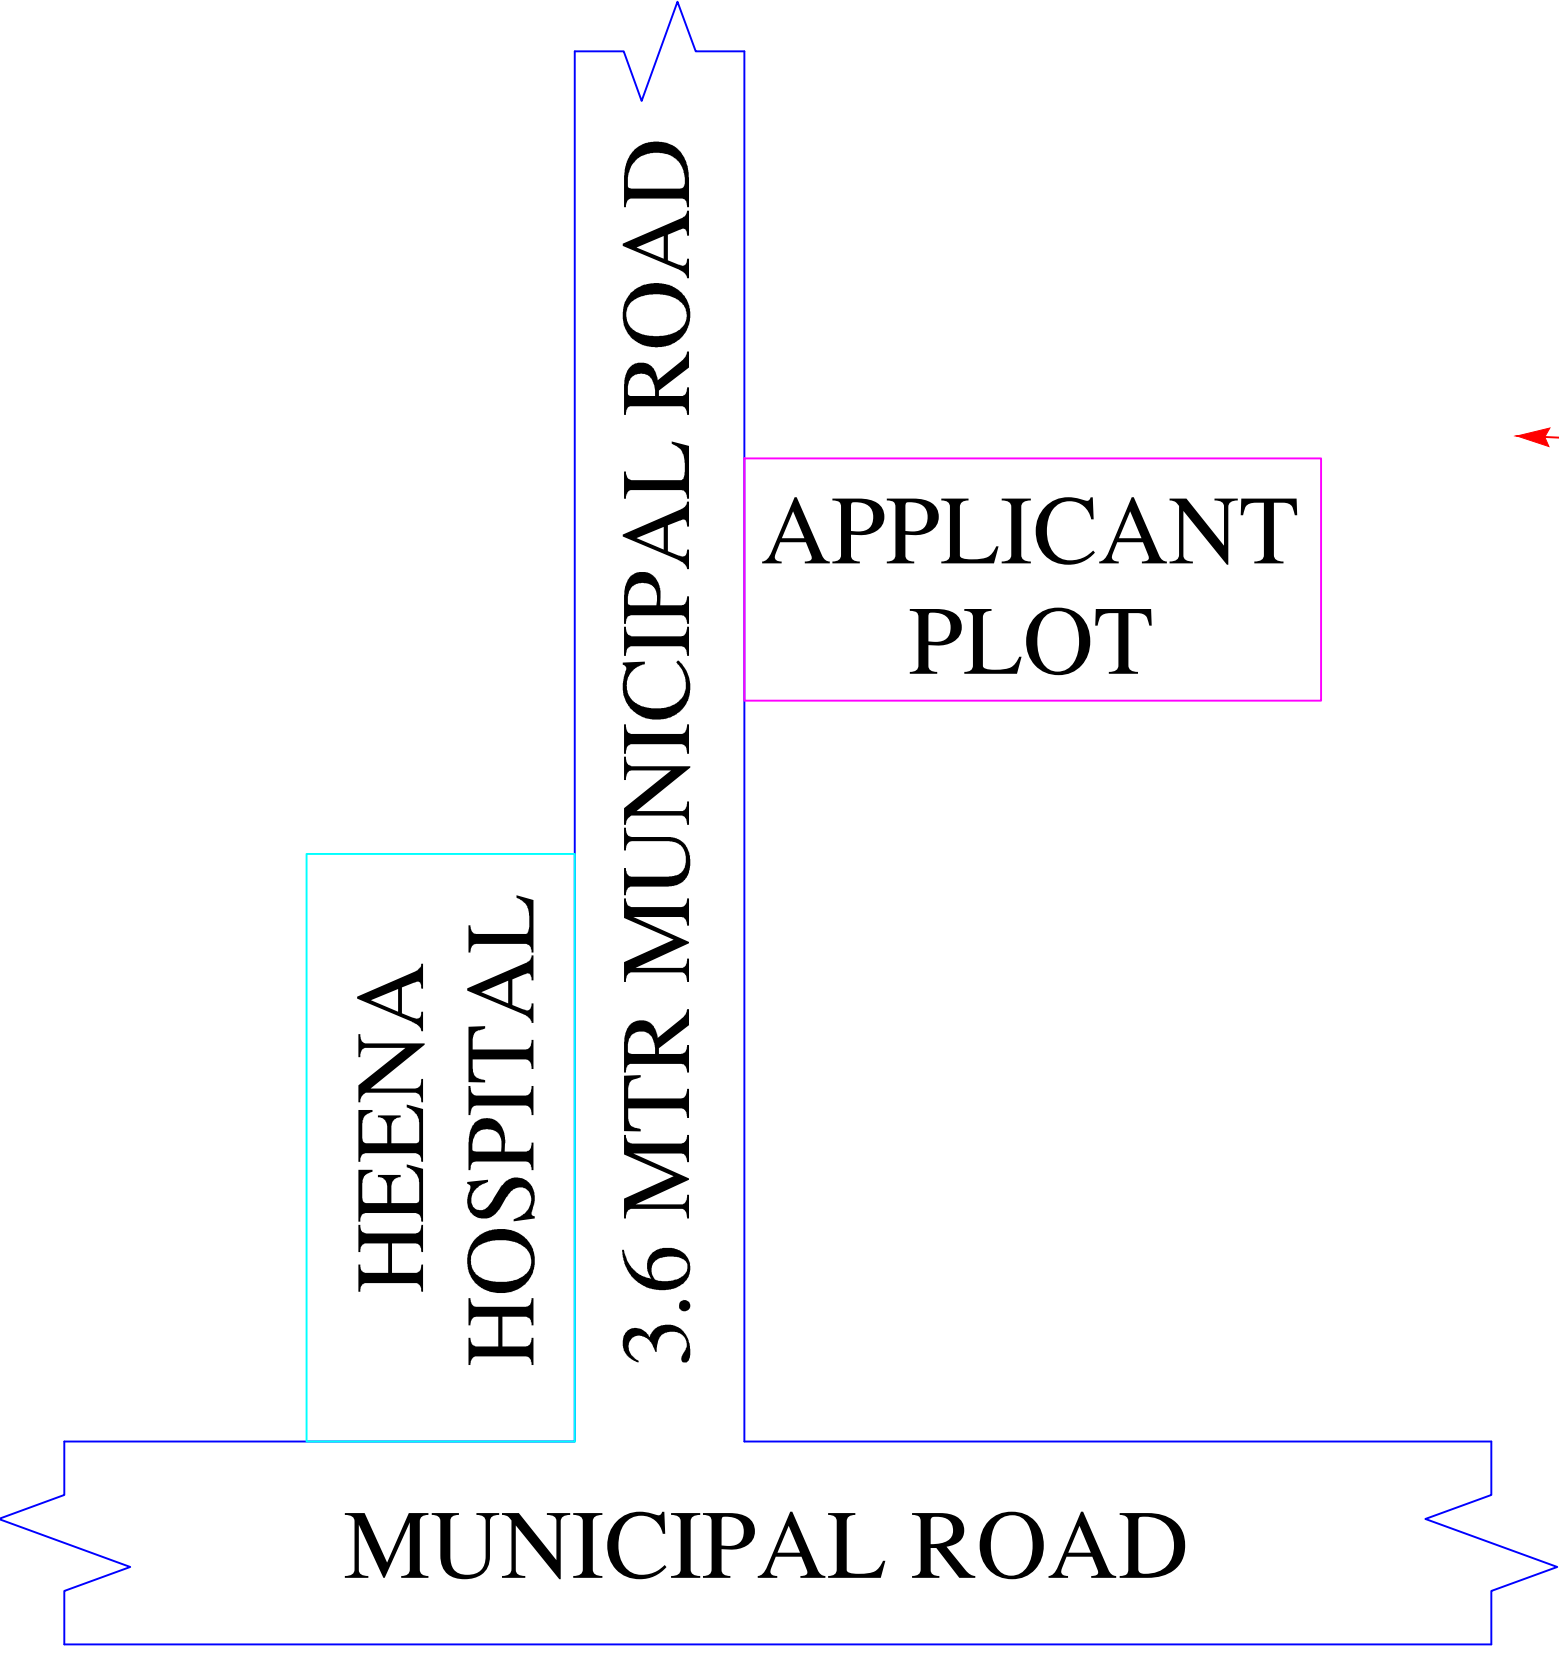 3.6 MTR MUNICIPAL ROAD
APPLICANT
PLOT
HEENA
HOSPITAL
MUNICIPAL ROAD